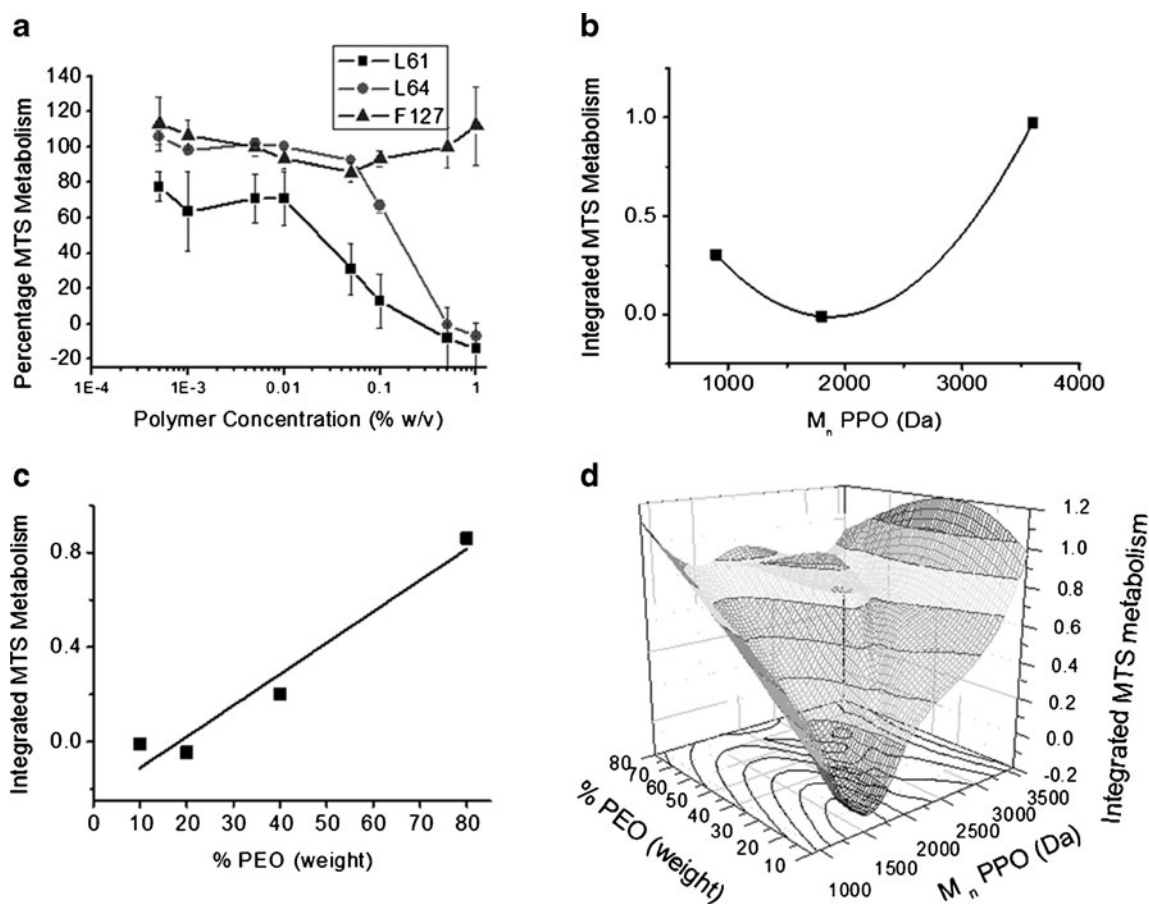 a
L61
L64
F127
140
120
100
80
60
40
20
0
-20
1E-4
1E-3
0.01
0.1
1
Percentage MTS Metabolism
Polymer Concentration (% w/v)
b
1.0
0.5
0.0
1000
2000
3000
4000
Integrated MTS Metabolism
Mn PPO (Da)
c
0.8
0.4
0.0
0
10
20
30
40
50
60
70
80
Integrated MTS Metabolism
% PEO (weight)
d
1.2
1.0
0.8
0.6
0.4
0.2
0.0
-0.2
Integrated MTS metabolism
80
70
60
50
40
30
20
10
% PEO (weight)
1000
1500
2000
2500
3000
3500
Mn PPO (Da)